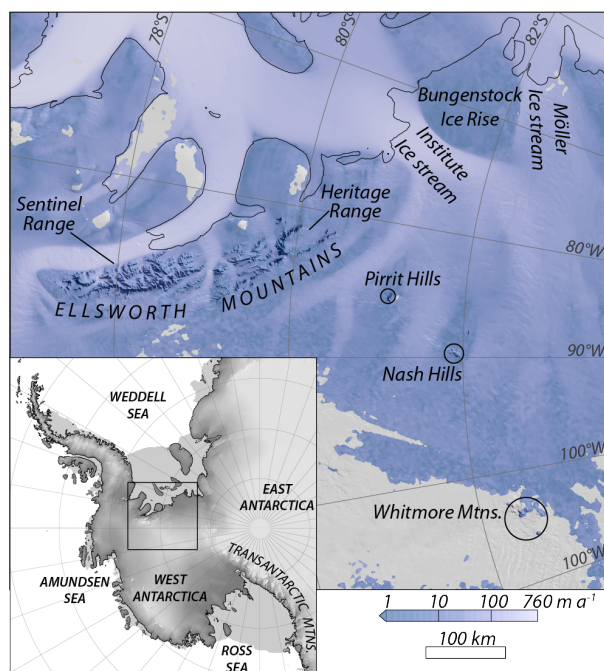 78°S
80°S
82°S
Bungenstock
Ice Rise
Möller
Ice stream
Institute
Ice stream
Sentinel
Range
Heritage
Range
80°W
ELLSWORTH
MOUNTAINS
Pirrit Hills
Nash Hills
90°W
WEDDELL
SEA
100°W
EAST
ANTARCTICA
Whitmore Mtns.
TRANSANTARCTIC MTNS.
100°W
AMUNDSEN
SEA
WEST
ANTARCTICA
ROSS
SEA
1 10 100 760 m a⁻¹
100 km